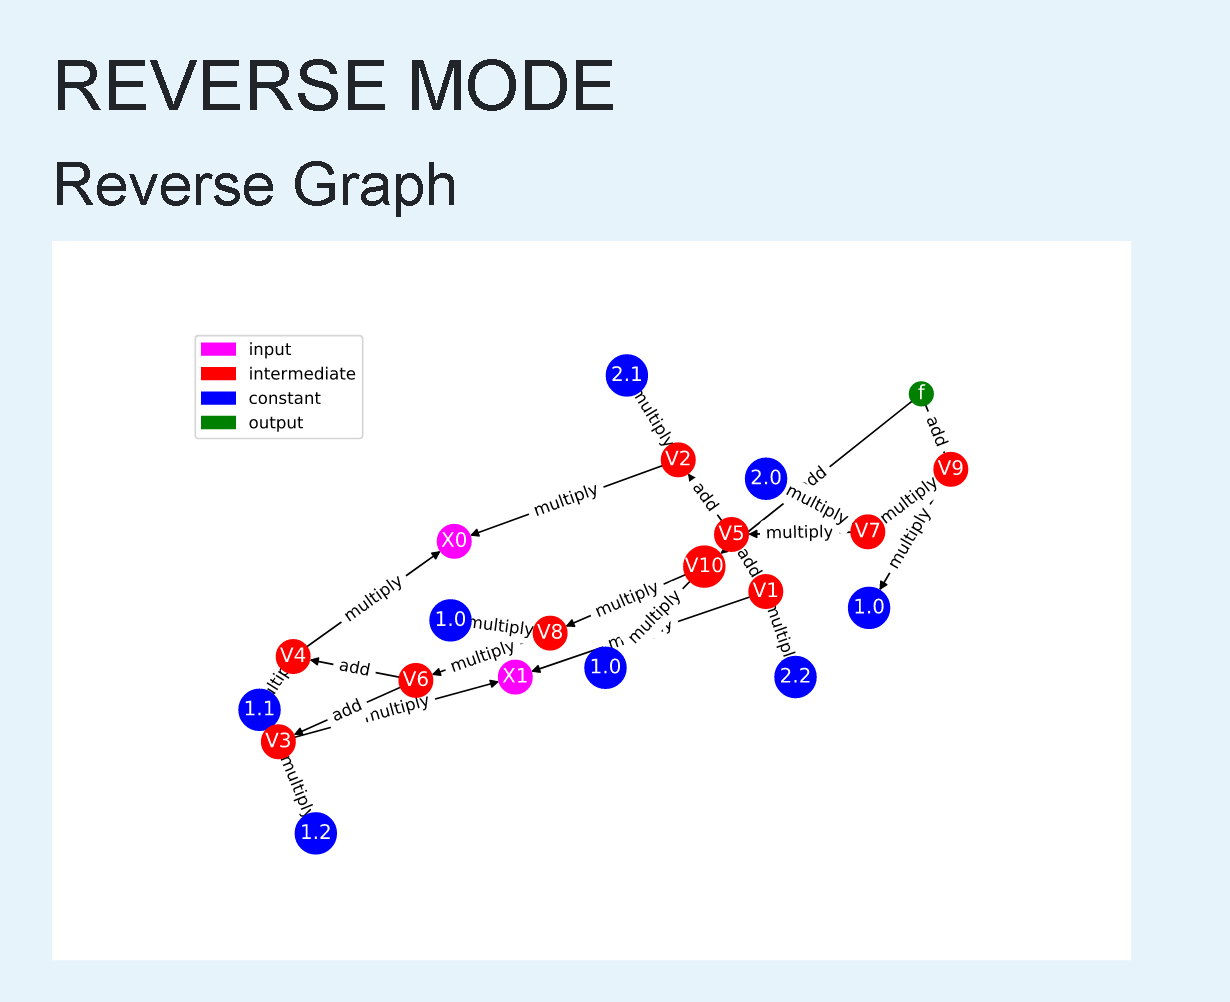 REVERSE MODE
Reverse Graph
input
intermediate
constant
output
2.1
f
multiply
add
V2
V9
2.0
add
multiply
multiply
multiply
X0
V5
multiply
V7
V10
add
multiply
multiply
V1
multiply
1.0
1.0
multiply
V8
multiply
V4
add
multiply
multiply
V6
X1
1.0
2.2
1.1
add
multiply
V3
multiply
1.2